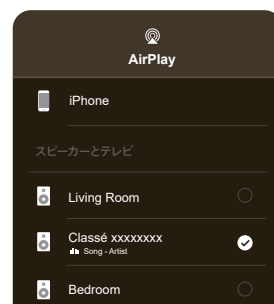 AirPlay
iPhone
スピーカーとテレビ
Living Room
Classé xxxxxxxx
Song - Artist
Bedroom